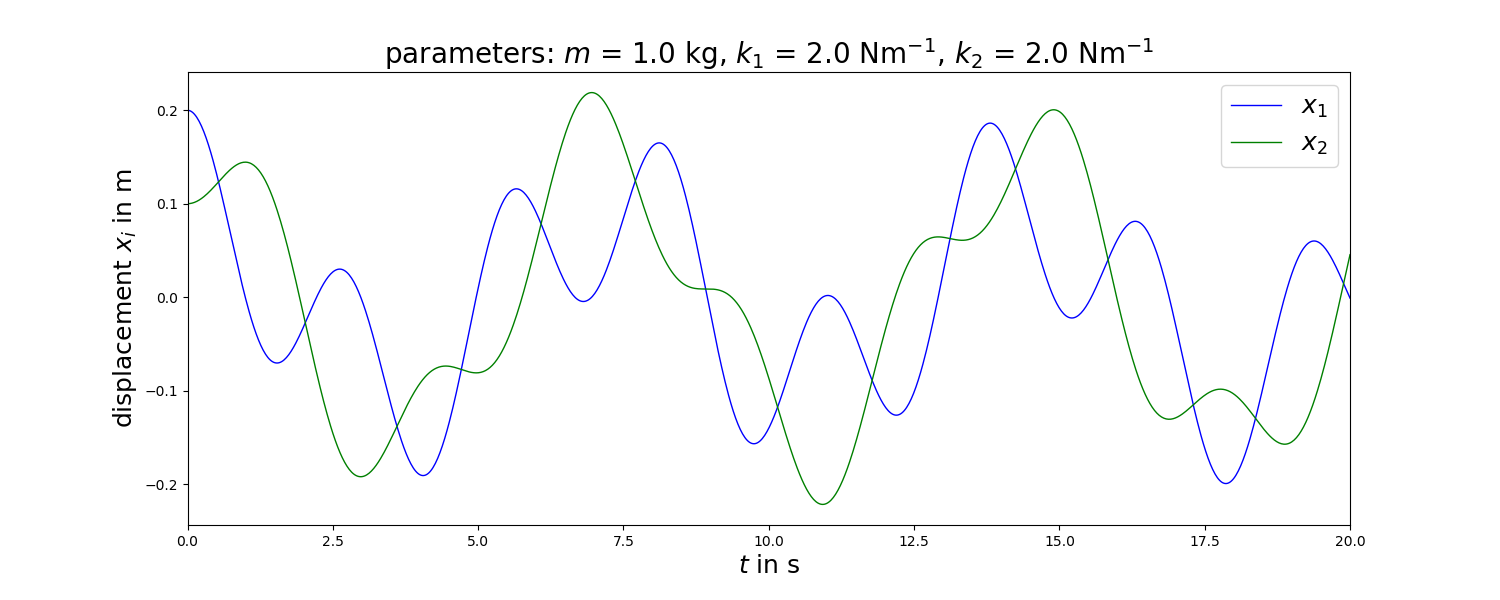 parameters: m = 1.0 kg, k₁ = 2.0 Nm⁻¹, k₂ = 2.0 Nm⁻¹
x₁
x₂
displacement xᵢ in m
0.2
0.1
0.0
−0.1
−0.2
0.0 2.5 5.0 7.5 10.0 12.5 15.0 17.5 20.0
t in s